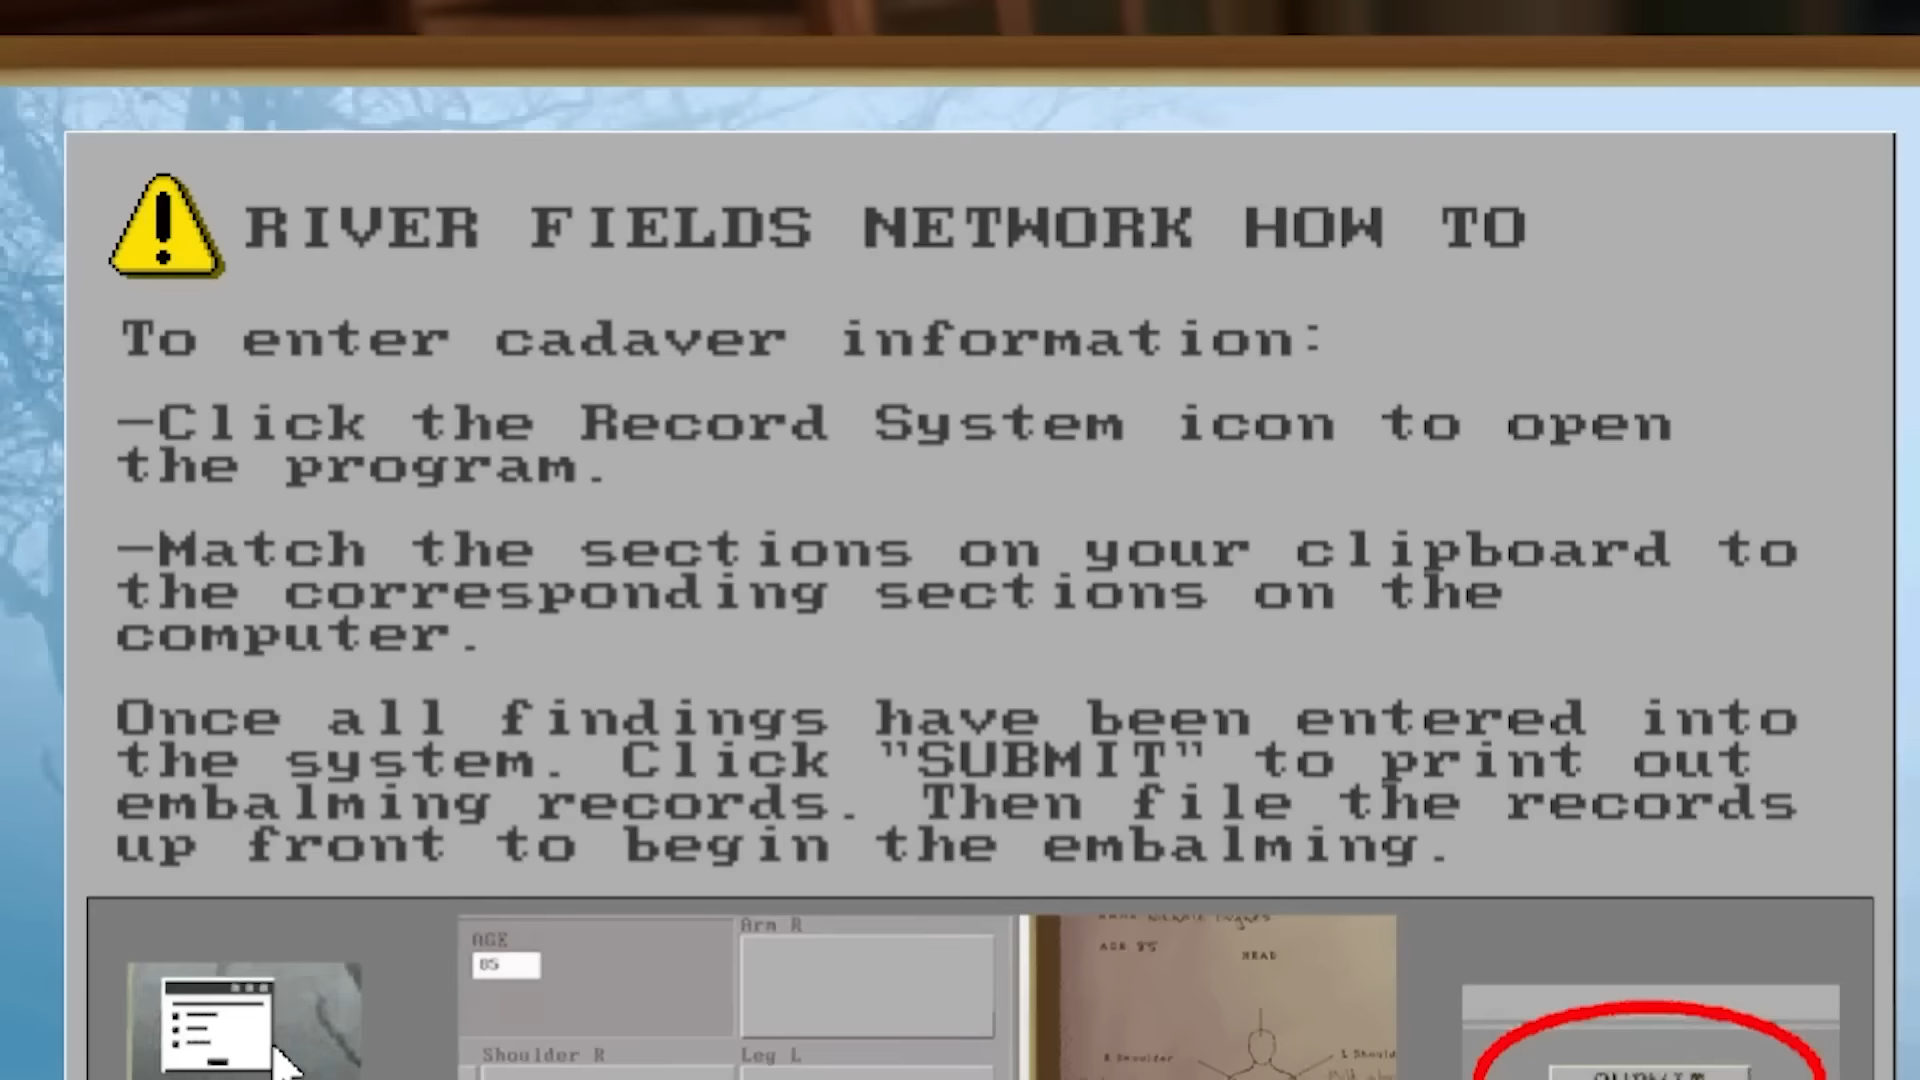 RIVER FIELDS NETWORK HOW TO
To enter cadaver information:
-Click the Record System icon to open
the program.
-Match the sections on your clipboard to
the corresponding sections on the
computer.
Once all findings have been entered into
the system. Click "SUBMIT" to print out
embalming records. Then file the records
up front to begin the embalming.
AGE
85
Arm R
Shoulder R
Leg L
AGE 85
HEAD
R Shoulder
L Should
SUBMIT